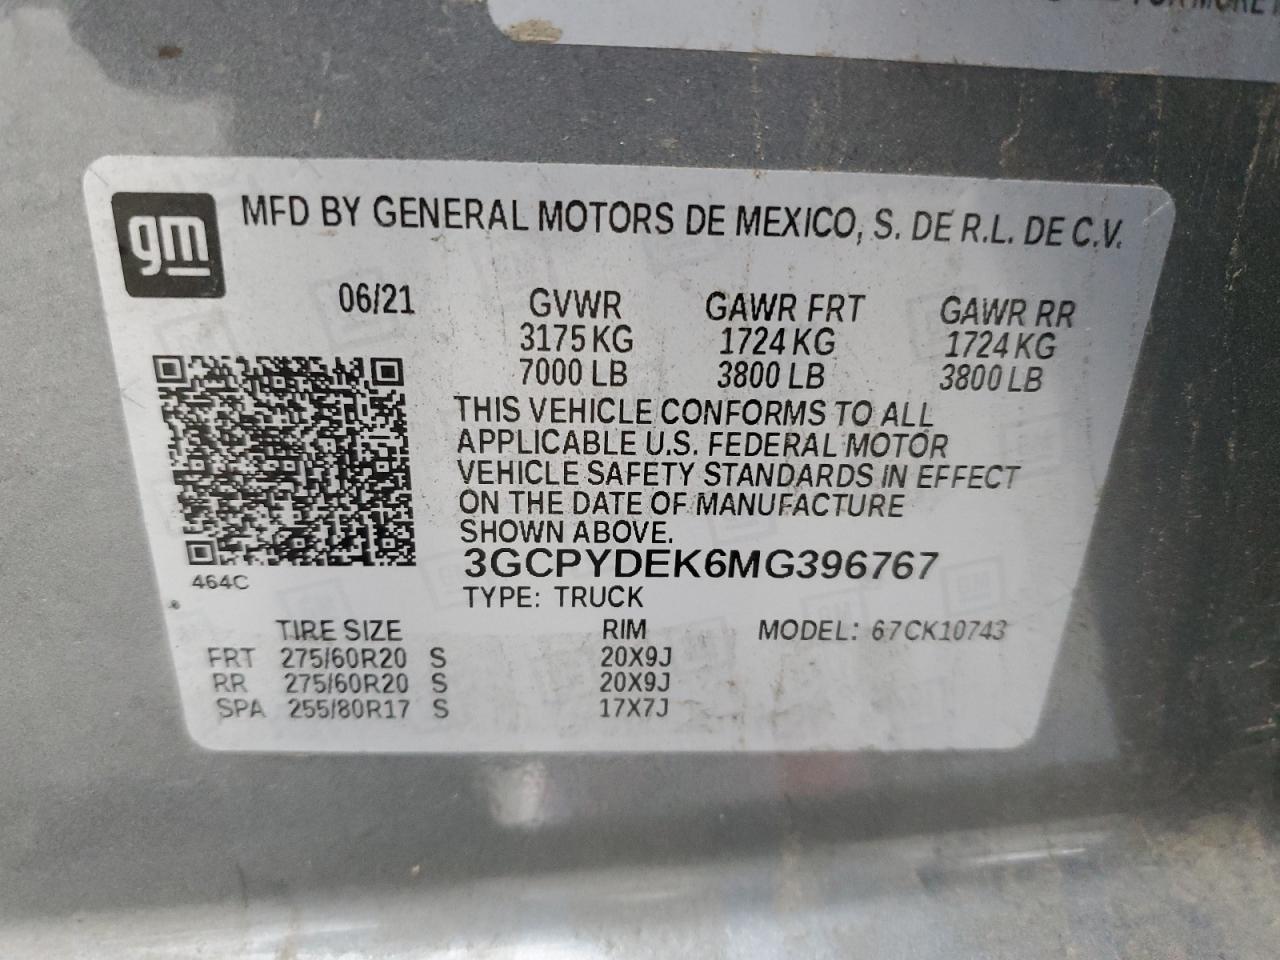 FOR MORE
gm
MFD BY GENERAL MOTORS DE MEXICO, S. DE R.L. DE C.V.
06/21 GVWR GAWR FRT GAWR RR
3175 KG 1724 KG 1724 KG
7000 LB 3800 LB 3800 LB
THIS VEHICLE CONFORMS TO ALL
APPLICABLE U.S. FEDERAL MOTOR
VEHICLE SAFETY STANDARDS IN EFFECT
ON THE DATE OF MANUFACTURE
SHOWN ABOVE.
3GCPYDEK6MG396767
464C
TYPE: TRUCK
TIRE SIZE RIM MODEL: 67CK10743
FRT 275/60R20 S 20X9J
RR 275/60R20 S 20X9J
SPA 255/80R17 S 17X7J